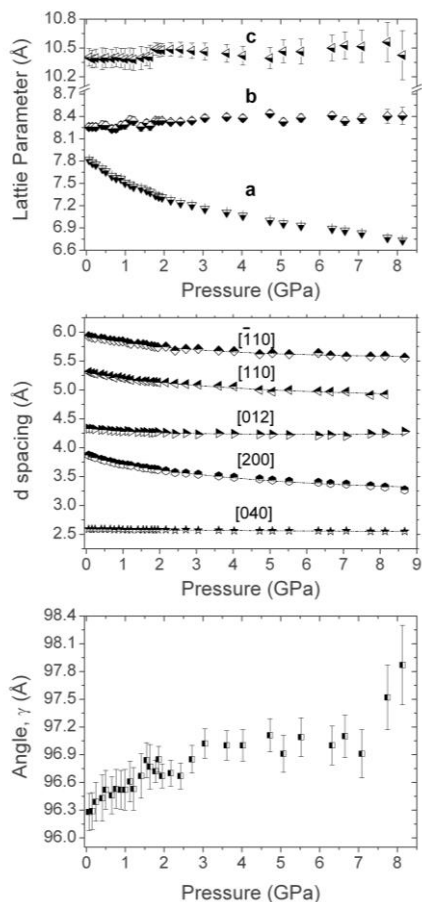 Lattie Parameter (Å)
10.8
10.5
10.2
8.7
8.4
8.1
7.8
7.5
7.2
6.9
6.6
c
b
a
0 1 2 3 4 5 6 7 8
Pressure (GPa)
d spacing (Å)
6.0
5.5
5.0
4.5
4.0
3.5
3.0
2.5
[1̄10]
[110]
[012]
[200]
[040]
0 1 2 3 4 5 6 7 8 9
Pressure (GPa)
Angle, γ (Å)
98.4
98.1
97.8
97.5
97.2
96.9
96.6
96.3
96.0
0 1 2 3 4 5 6 7 8
Pressure (GPa)